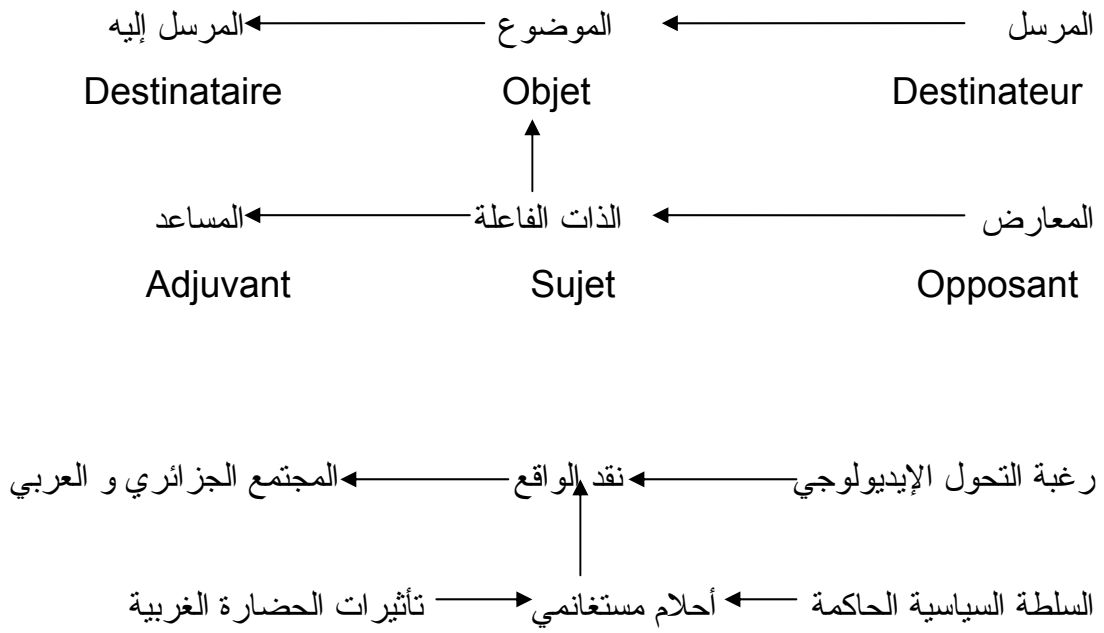 المرسل الموضوع المرسل إليه
Destinataire Objet Destinateur
المعارض الذات الفاعلة المساعد
Adjuvant Sujet Opposant
رغبة التحول الإيديولوجي نقد الواقع المجتمع الجزائري و العربي
السلطة السياسية الحاكمة أحلام مستغانمي تأثيرات الحضارة الغربية